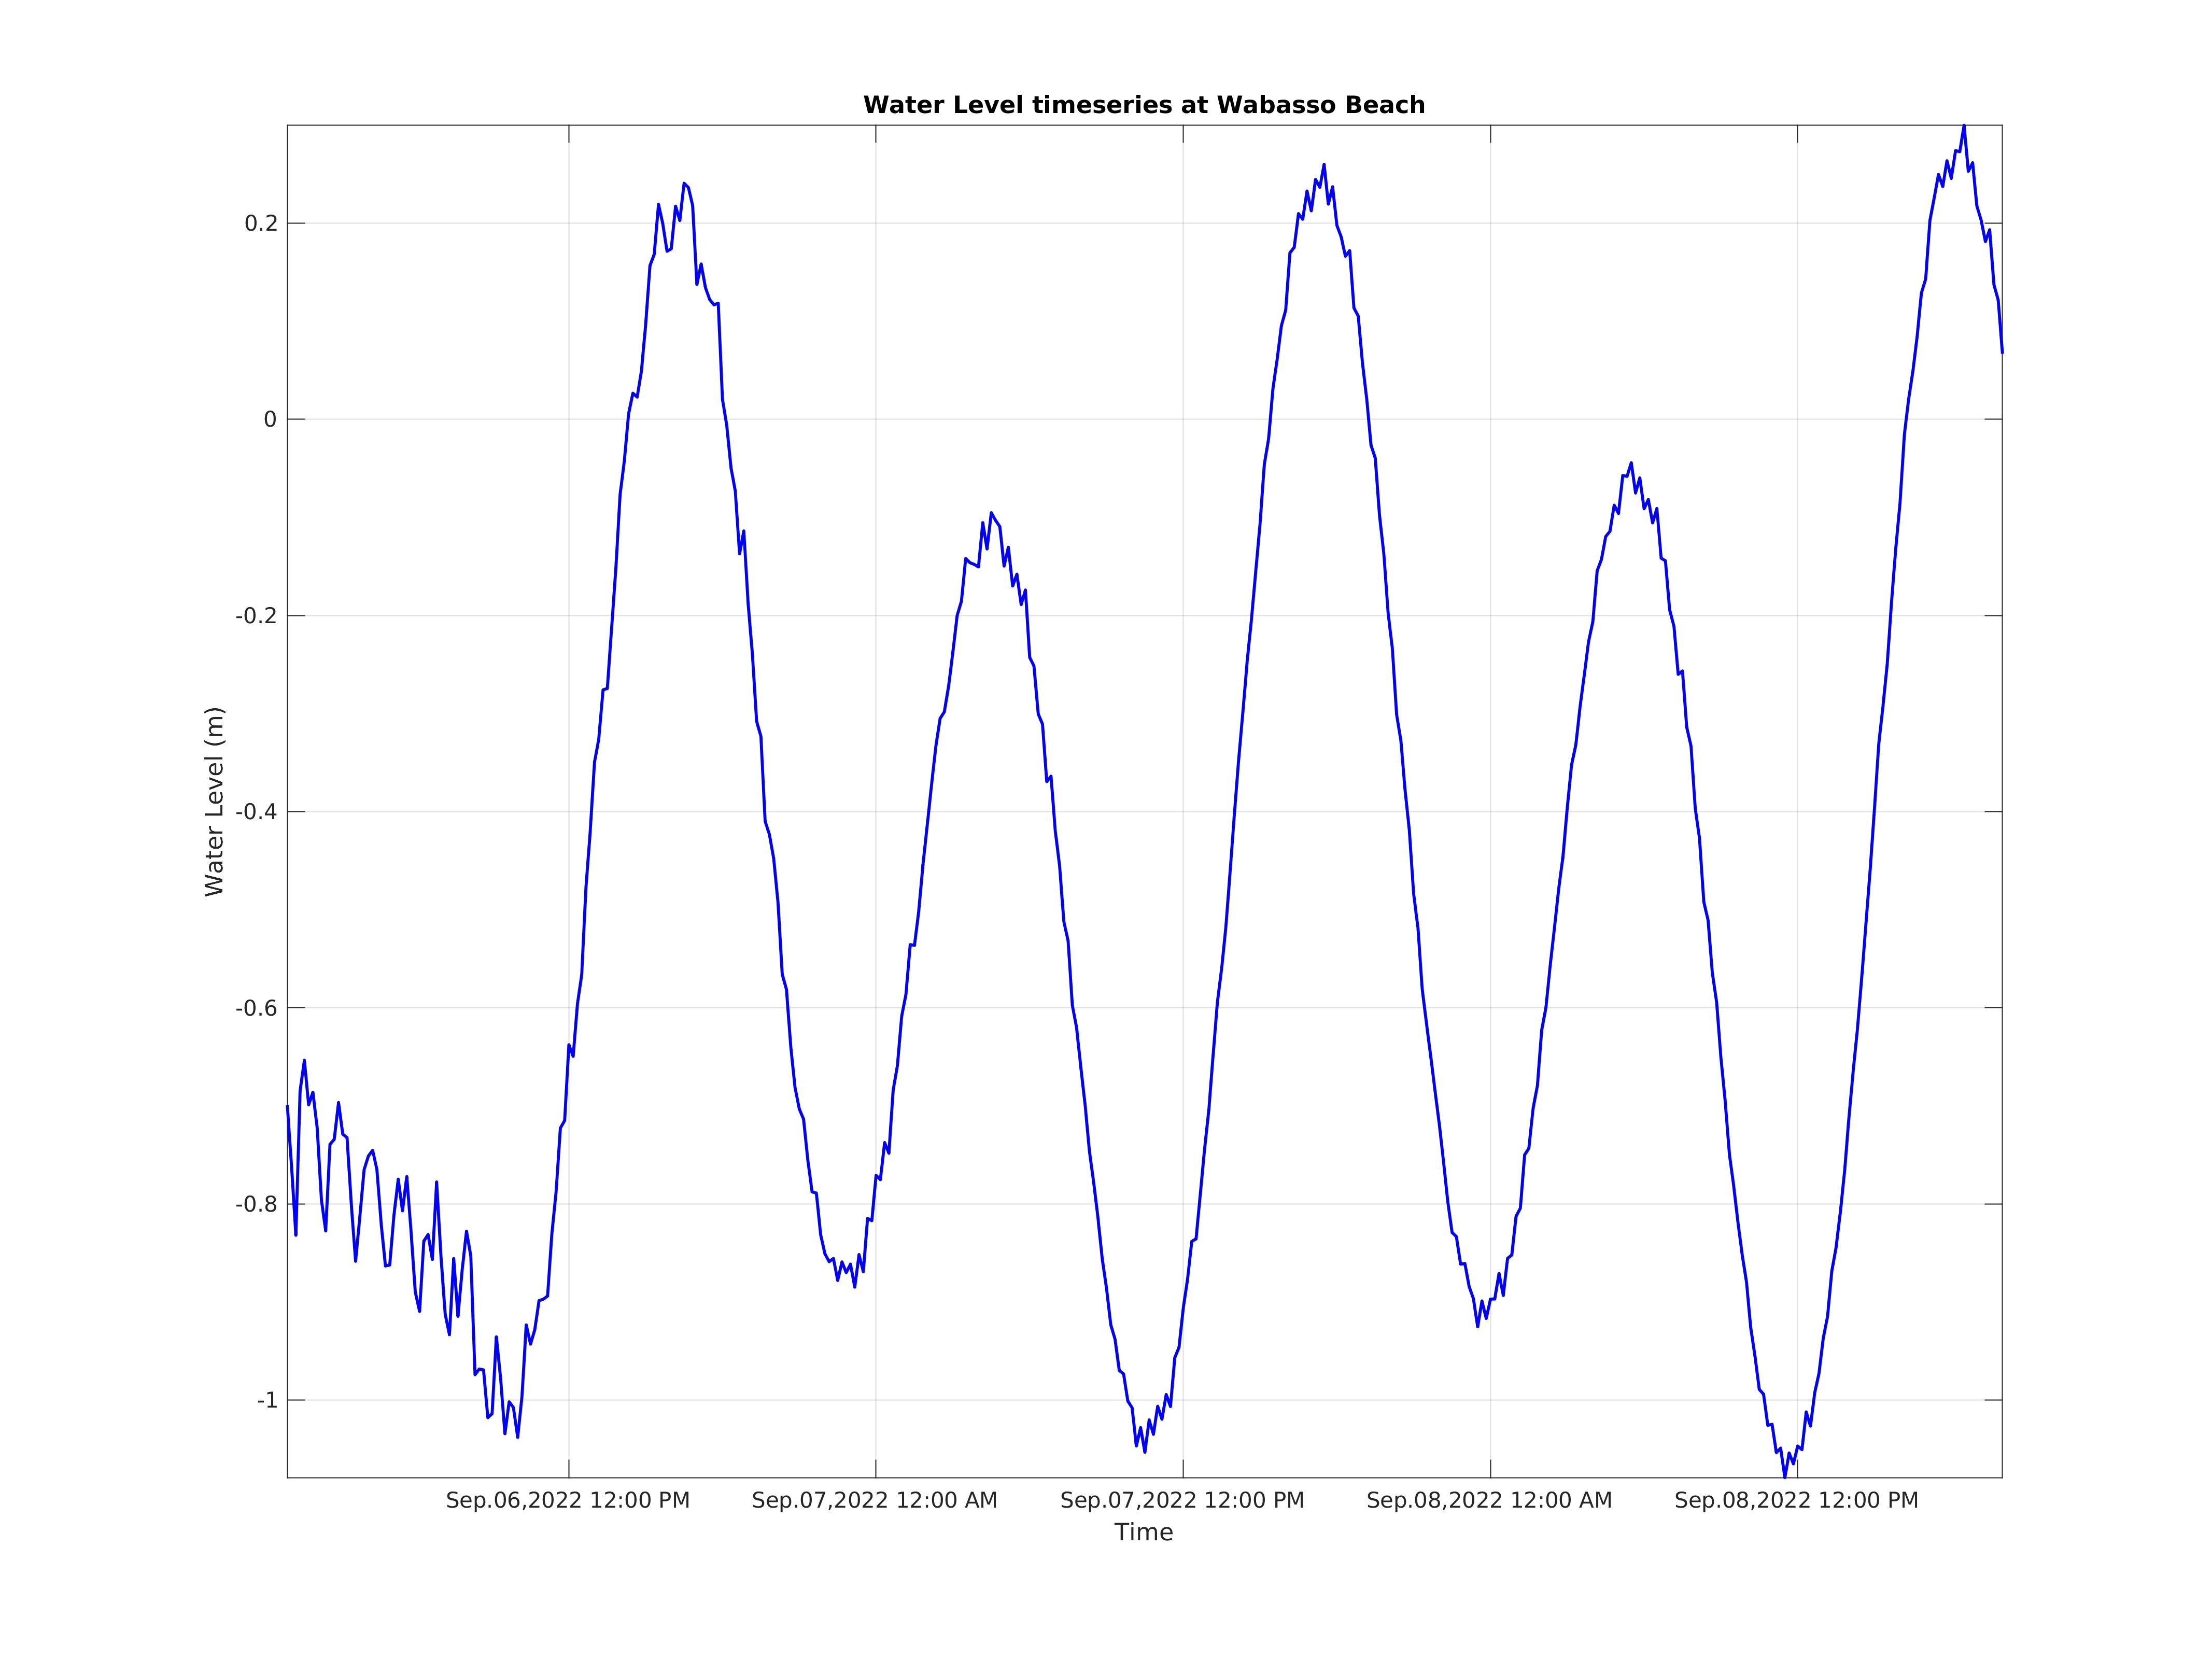 Water Level timeseries at Wabasso Beach
Water Level (m)
0.2
0
-0.2
-0.4
-0.6
-0.8
-1
Sep.06,2022 12:00 PM
Sep.07,2022 12:00 AM
Sep.07,2022 12:00 PM
Sep.08,2022 12:00 AM
Sep.08,2022 12:00 PM
Time